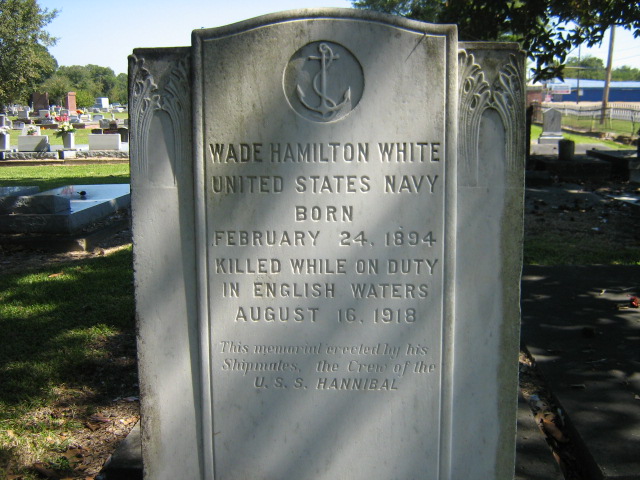 WADE HAMILTON WHITE
UNITED STATES NAVY
BORN
FEBRUARY 24, 1894
KILLED WHILE ON DUTY
IN ENGLISH WATERS
AUGUST 16, 1918
This memorial erected by his
Shipmates, the Crew of the
U.S.S. HANNIBAL